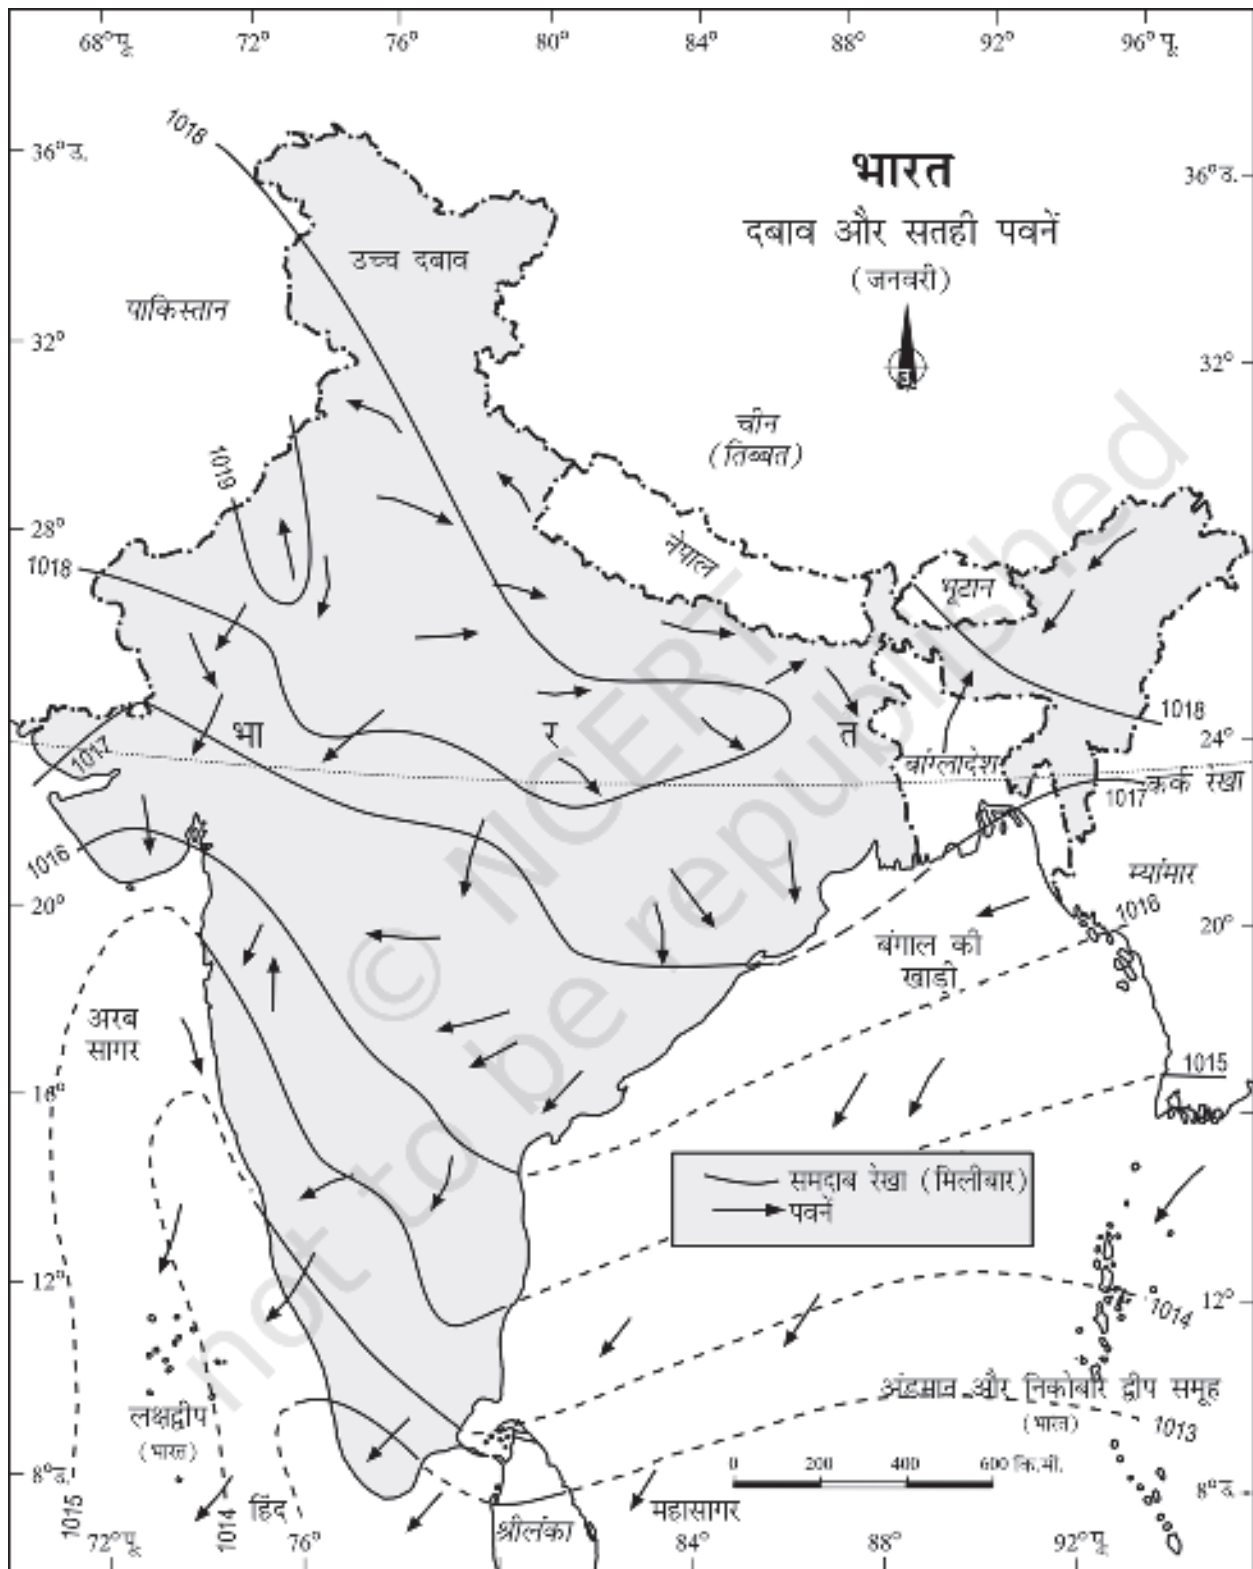 68°पू. 72° 76° 80° 84° 88° 92° 96° पू.
1018
36° उ.
भारत
36° उ.
दबाव और सतही पवनें
(जनवरी)
उच्च दबाव
पाकिस्तान
32°
32°
उ.
चीन
(तिब्बत)
1019
28°
नेपाल
1018
भूटान
1018
भा र त
24°
1017
बांग्लादेश
कर्क रेखा
1017
1016
म्यांमार
20°
1016
20°
बंगाल की
खाड़ी
अरब
सागर
1015
16°
समदाब रेखा (मिलीबार)
पवनें
12°
12°
1014
अंडमान और निकोबार द्वीप समूह
लक्षद्वीप
(भारत)
(भारत)
1013
0 200 400 600 कि.मी.
8° उ.
8° उ.
1015
1014
हिंद
महासागर
श्रीलंका
72° पू. 76° 84° 88° 92° पू.
© NCERT
not to be republished